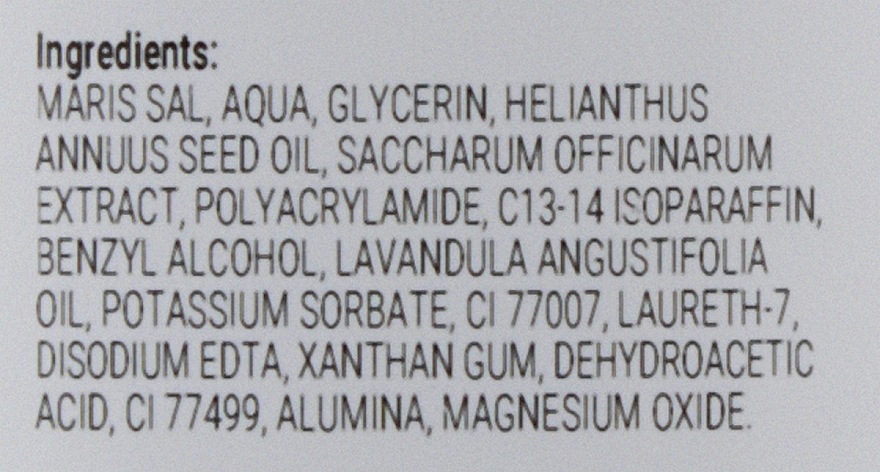 Ingredients:
MARIS SAL, AQUA, GLYCERIN, HELIANTHUS
ANNUUS SEED OIL, SACCHARUM OFFICINARUM
EXTRACT, POLYACRYLAMIDE, C13-14 ISOPARAFFIN,
BENZYL ALCOHOL, LAVANDULA ANGUSTIFOLIA
OIL, POTASSIUM SORBATE, CI 77007, LAURETH-7,
DISODIUM EDTA, XANTHAN GUM, DEHYDROACETIC
ACID, CI 77499, ALUMINA, MAGNESIUM OXIDE.